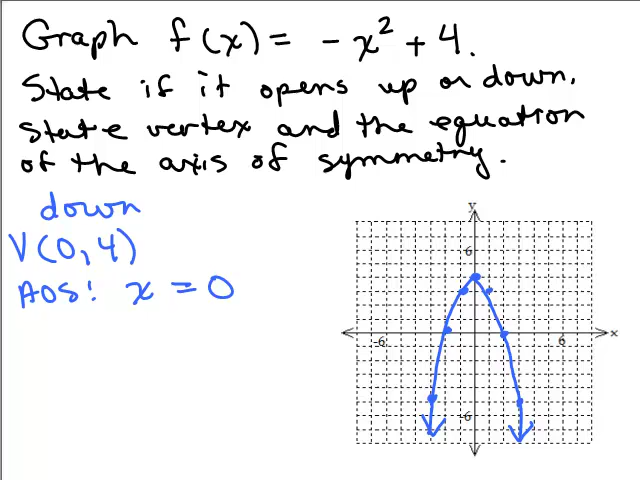 Graph f(x) = -x² + 4.
State if it opens up or down.
State vertex and the equation
of the axis of symmetry.
down
V(0,4)
AOS: x = 0
y
6
-6
6
x
-6